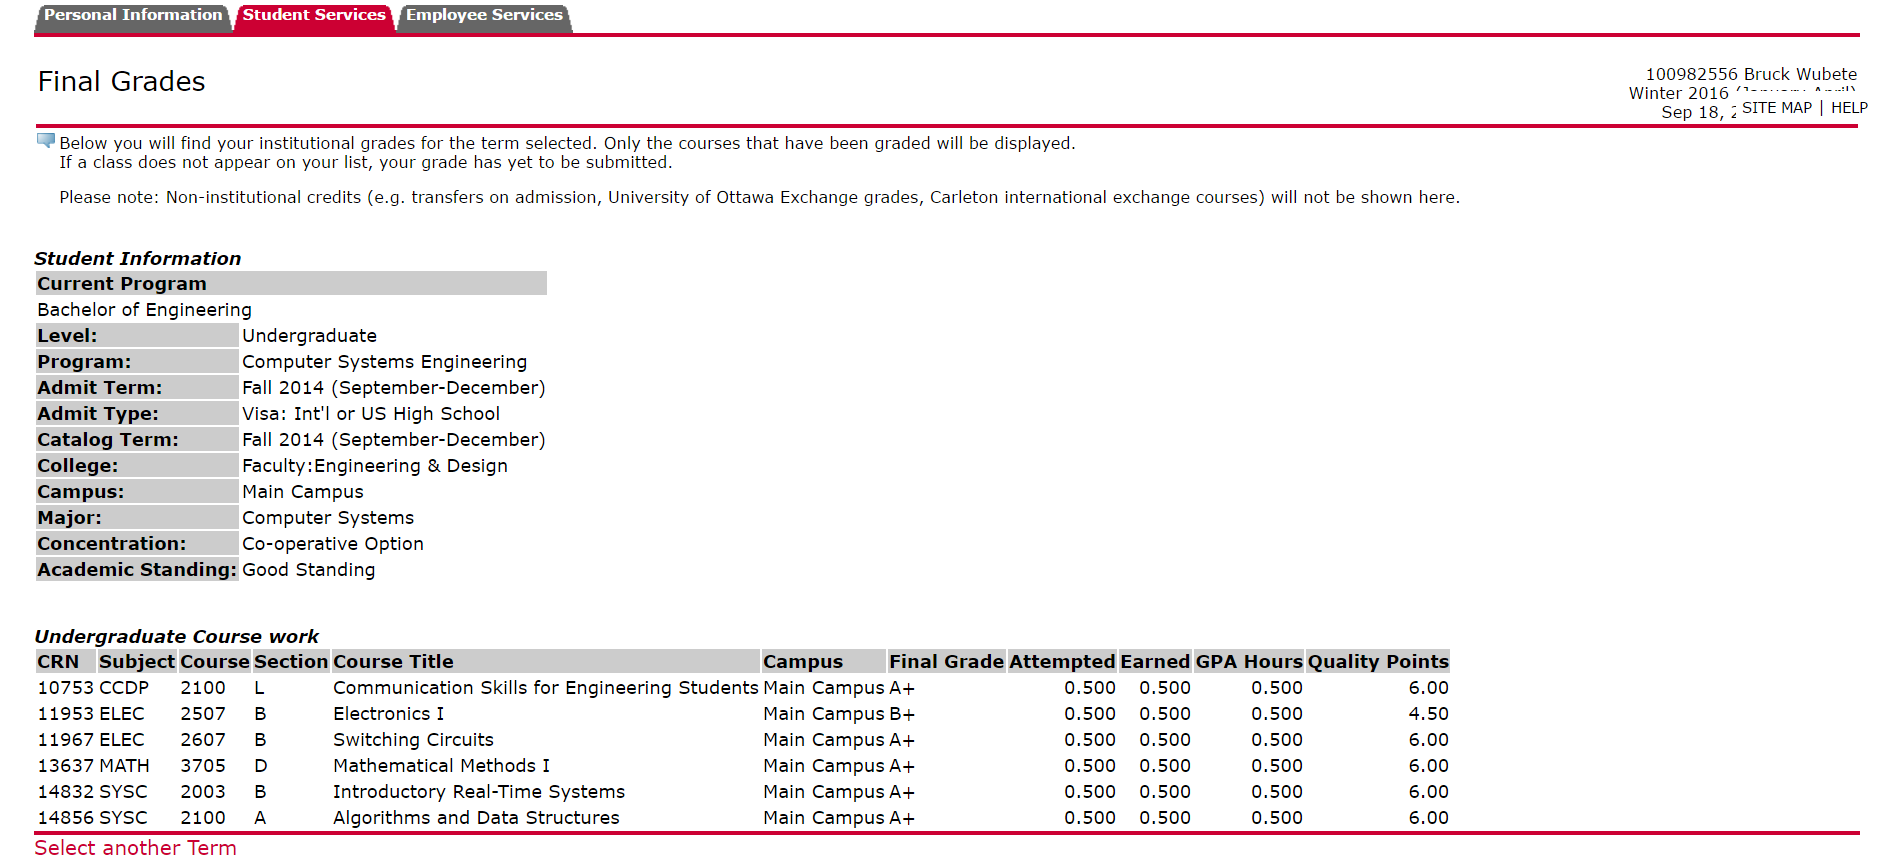 Personal Information Student Services Employee Services
Final Grades
100982556 Bruck Wubete
Winter 2016
Sep 18,
SITE MAP | HELP
Below you will find your institutional grades for the term selected. Only the courses that have been graded will be displayed.
If a class does not appear on your list, your grade has yet to be submitted.
Please note: Non-institutional credits (e.g. transfers on admission, University of Ottawa Exchange grades, Carleton international exchange courses) will not be shown here.
Student Information
Current Program
Bachelor of Engineering
Level: Undergraduate
Program: Computer Systems Engineering
Admit Term: Fall 2014 (September-December)
Admit Type: Visa: Int'l or US High School
Catalog Term: Fall 2014 (September-December)
College: Faculty:Engineering & Design
Campus: Main Campus
Major: Computer Systems
Concentration: Co-operative Option
Academic Standing: Good Standing
Undergraduate Course work
CRN Subject Course Section Course Title Campus Final Grade Attempted Earned GPA Hours Quality Points
10753 CCDP 2100 L Communication Skills for Engineering Students Main Campus A+ 0.500 0.500 0.500 6.00
11953 ELEC 2507 B Electronics I Main Campus B+ 0.500 0.500 0.500 4.50
11967 ELEC 2607 B Switching Circuits Main Campus A+ 0.500 0.500 0.500 6.00
13637 MATH 3705 D Mathematical Methods I Main Campus A+ 0.500 0.500 0.500 6.00
14832 SYSC 2003 B Introductory Real-Time Systems Main Campus A+ 0.500 0.500 0.500 6.00
14856 SYSC 2100 A Algorithms and Data Structures Main Campus A+ 0.500 0.500 0.500 6.00
Select another Term